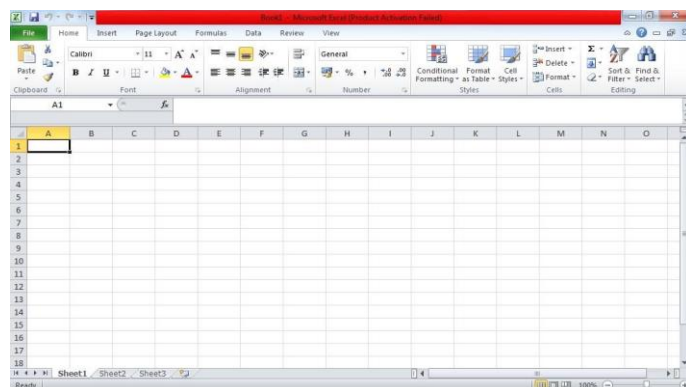 Book1 - Microsoft Excel (Product Activation Failed)
File Home Insert Page Layout Formulas Data Review View
Paste
Calibri 11 A A
B I U A
General
% ,
Conditional Formatting Format as Table Cell Styles
Insert
Delete
Format
Σ
Sort & Filter Find & Select
Clipboard Font Alignment Number Styles Cells Editing
A1 fx
A B C D E F G H I J K L M N O
1
2
3
4
5
6
7
8
9
10
11
12
13
14
15
16
17
18
Sheet1 Sheet2 Sheet3
Ready 100%